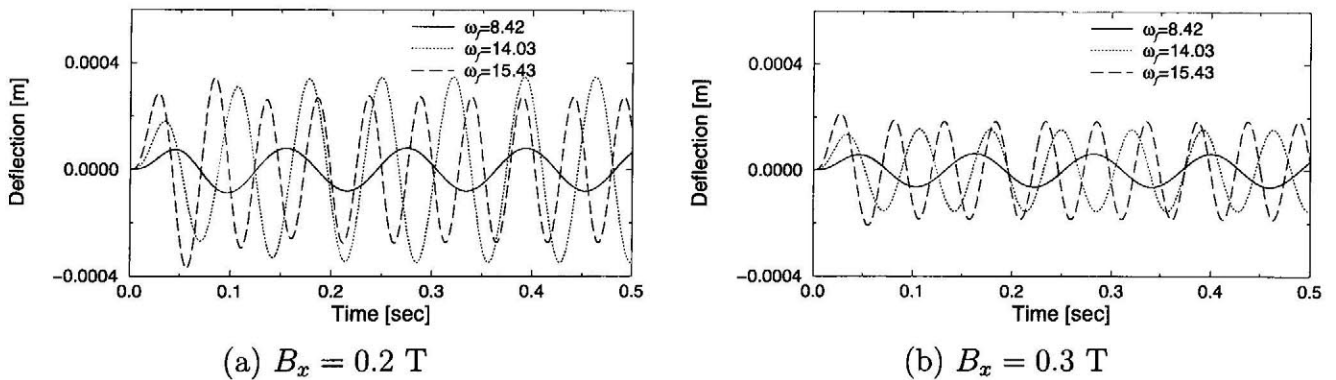 ω_f=8.42
ω_f=14.03
ω_f=15.43
0.0004
0.0000
−0.0004
Deflection [m]
0.0 0.1 0.2 0.3 0.4 0.5
Time [sec]
(a) B_x = 0.2 T
ω_f=8.42
ω_f=14.03
ω_f=15.43
0.0004
0.0000
−0.0004
Deflection [m]
0.0 0.1 0.2 0.3 0.4 0.5
Time [sec]
(b) B_x = 0.3 T